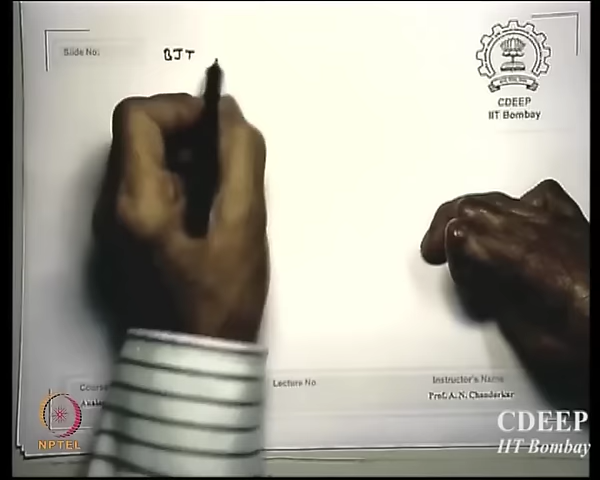 Slide No:
BJT
CDEEP
IIT Bombay
Lecture No
Instructor's Name
Prof. A. N. Chandorkar
NPTEL
CDEEP
IIT Bombay